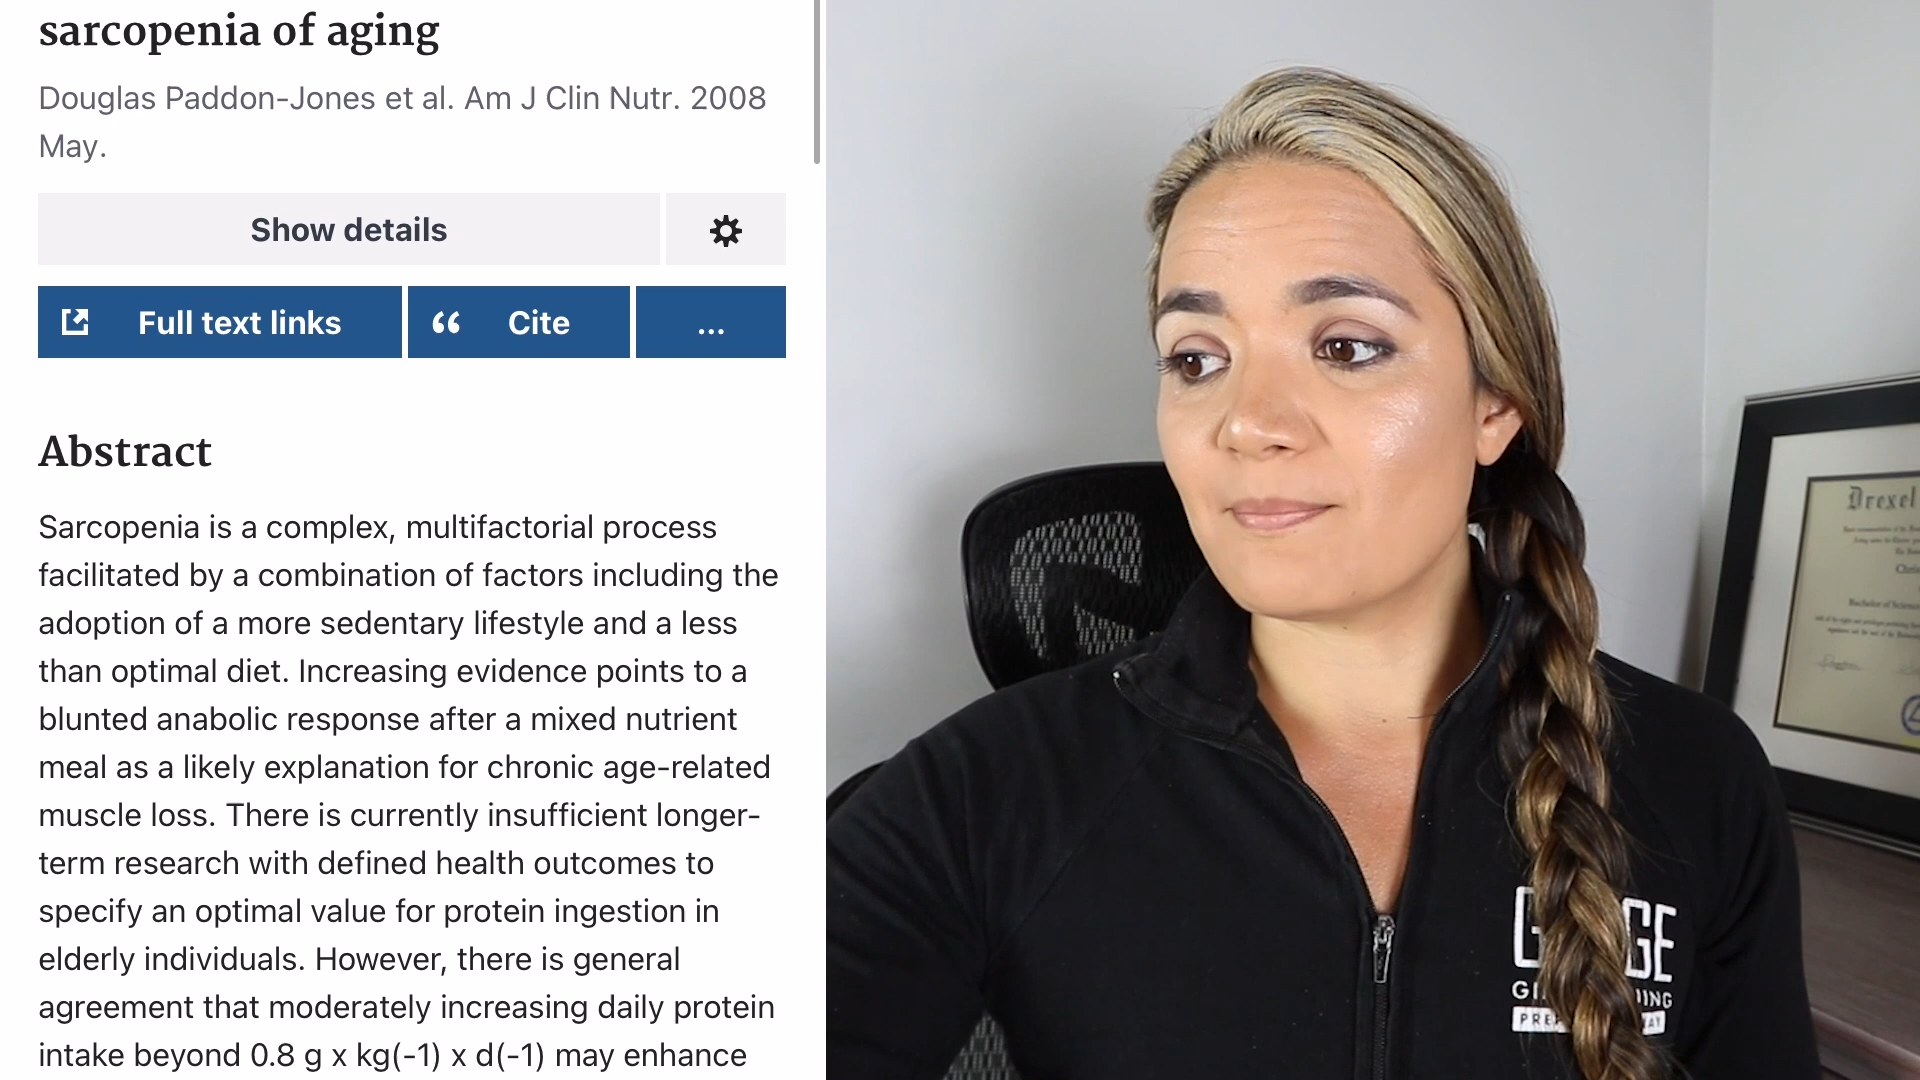 sarcopenia of aging
Douglas Paddon-Jones et al. Am J Clin Nutr. 2008
May.
Show details
Full text links
Cite
...
Abstract
Sarcopenia is a complex, multifactorial process
facilitated by a combination of factors including the
adoption of a more sedentary lifestyle and a less
than optimal diet. Increasing evidence points to a
blunted anabolic response after a mixed nutrient
meal as a likely explanation for chronic age-related
muscle loss. There is currently insufficient longer-
term research with defined health outcomes to
specify an optimal value for protein ingestion in
elderly individuals. However, there is general
agreement that moderately increasing daily protein
intake beyond 0.8 g x kg(-1) x d(-1) may enhance
Drexel
Bachelor of Science